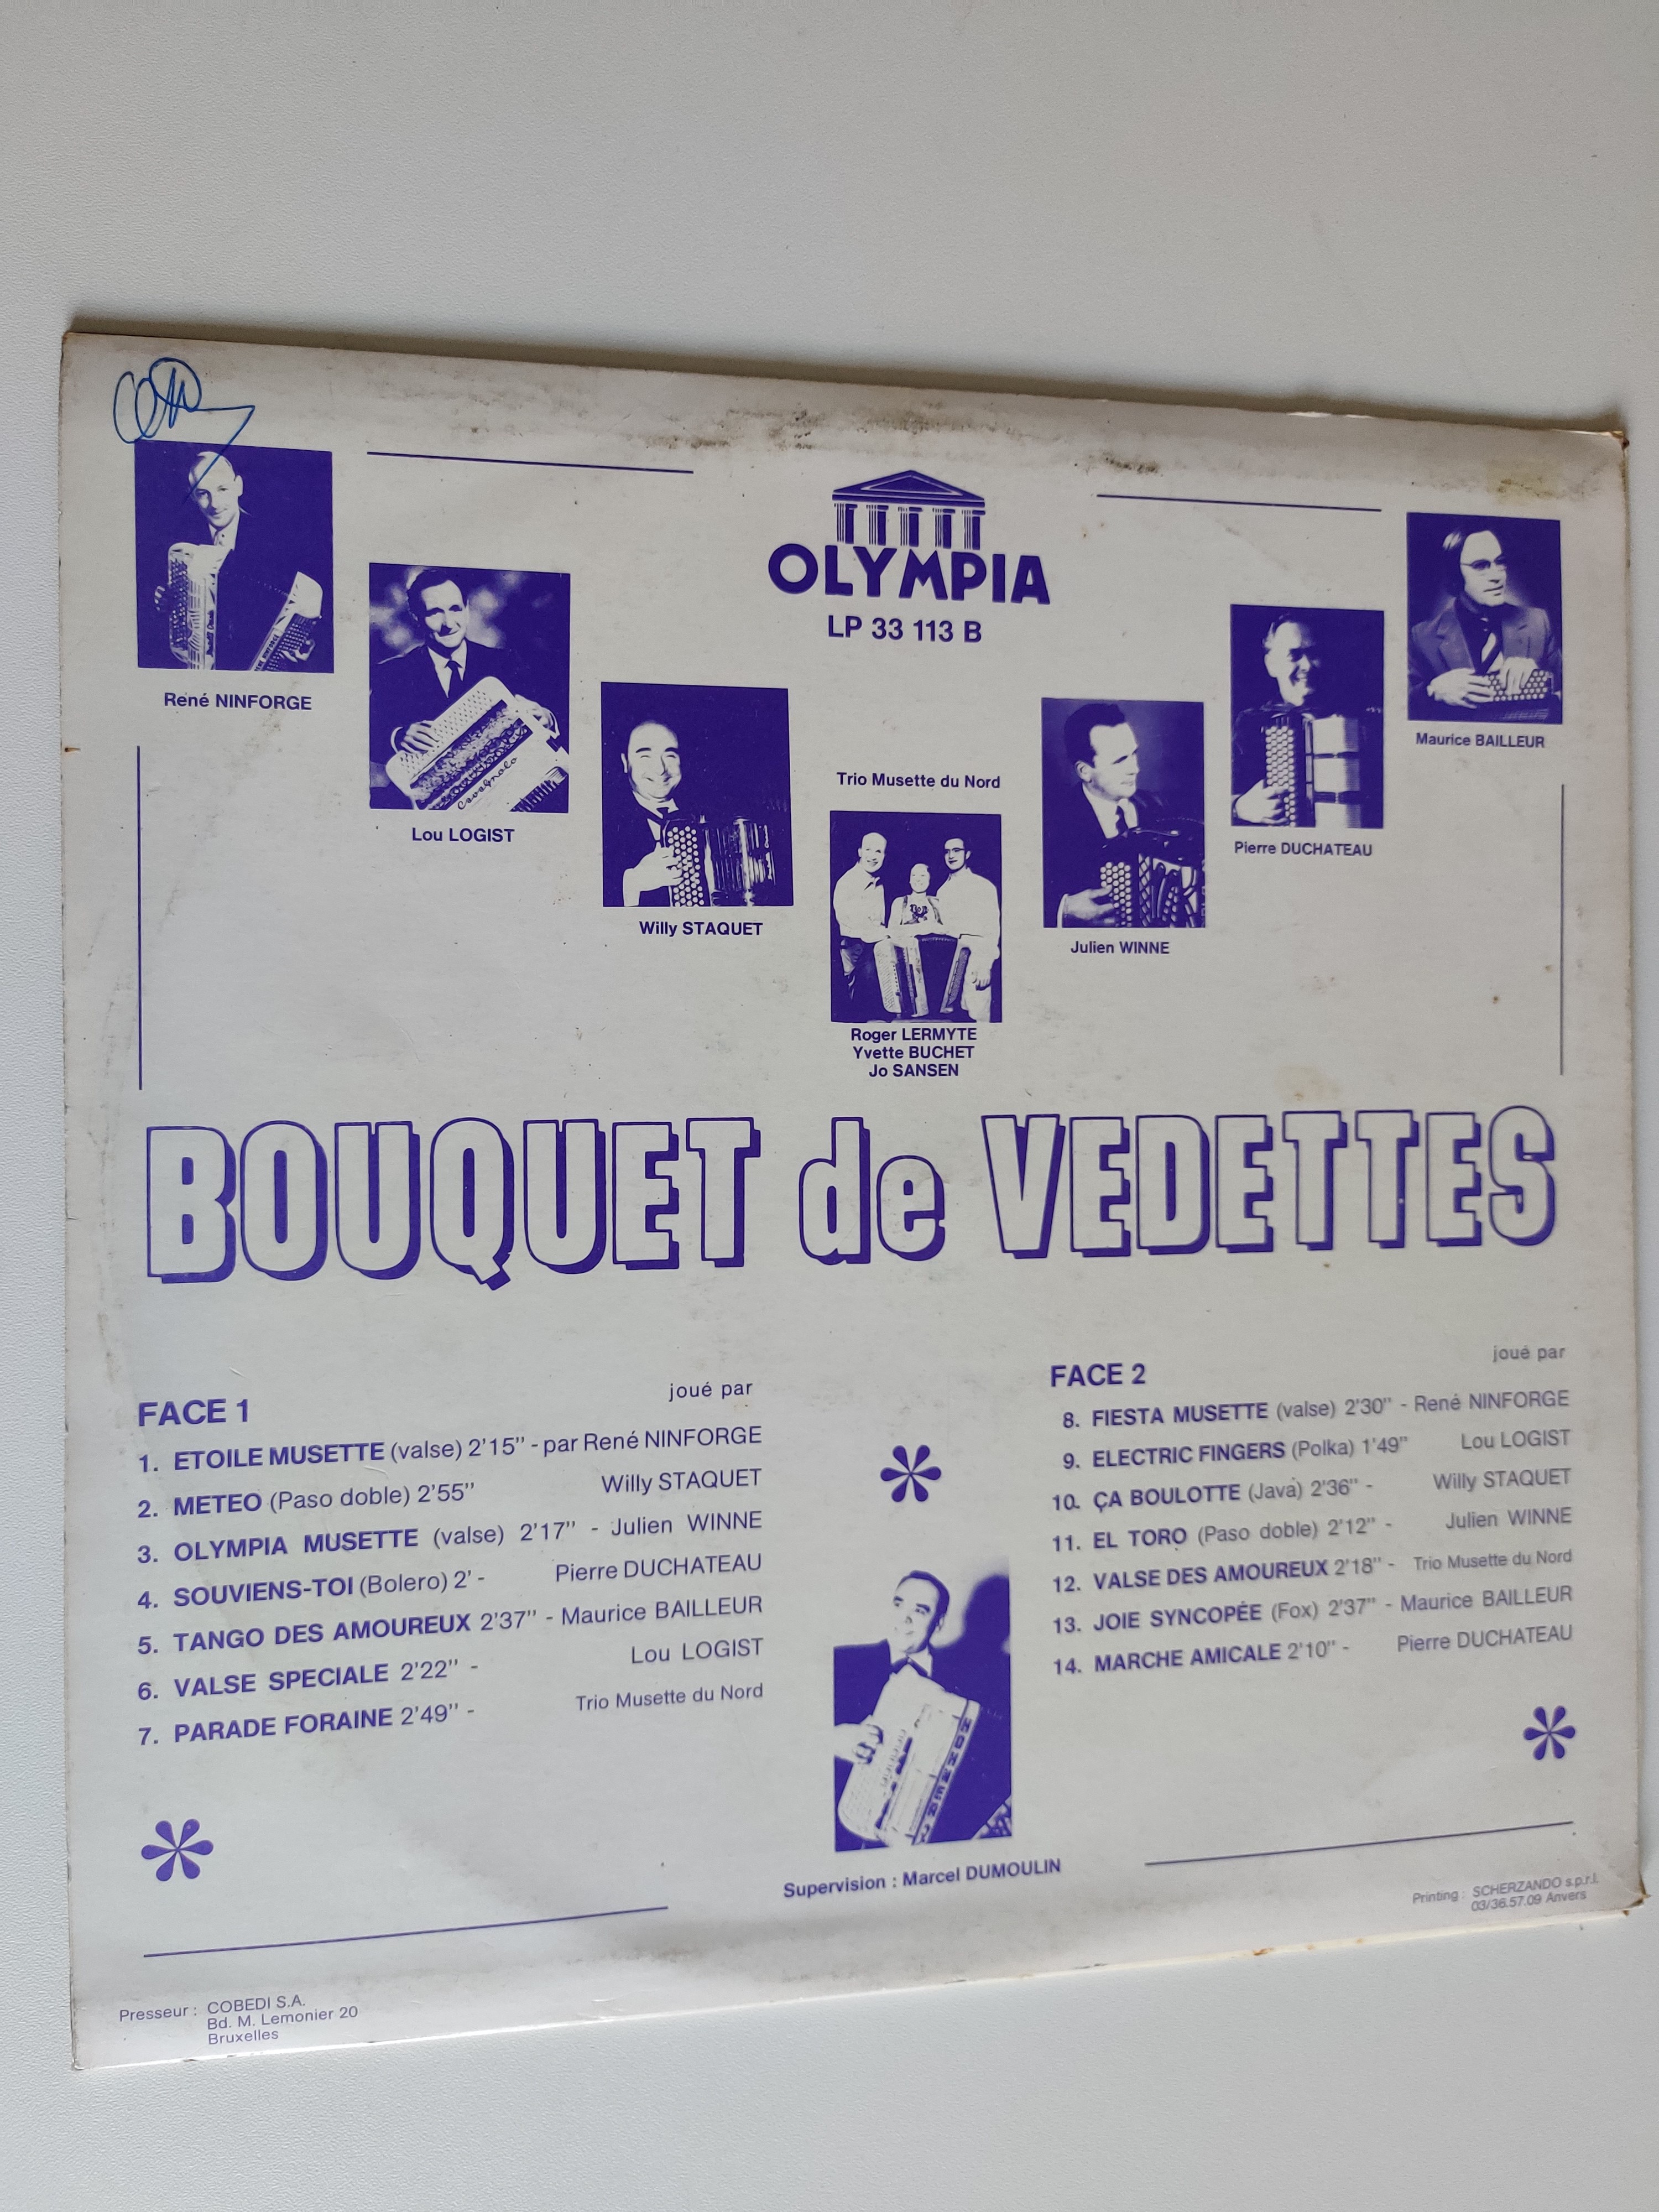 OLYMPIA
LP 33 113 B
René NINFORGE
Lou LOGIST
Cavagnolo
Willy STAQUET
Trio Musette du Nord
Roger LERMYTE
Yvette BUCHET
Jo SANSEN
Julien WINNE
Pierre DUCHATEAU
Maurice BAILLEUR
BOUQUET de VEDETTES
FACE 1
joué par
1. ETOILE MUSETTE (valse) 2'15" - par René NINFORGE
2. METEO (Paso doble) 2'55" Willy STAQUET
3. OLYMPIA MUSETTE (valse) 2'17" - Julien WINNE
4. SOUVIENS-TOI (Bolero) 2' - Pierre DUCHATEAU
5. TANGO DES AMOUREUX 2'37" - Maurice BAILLEUR
6. VALSE SPECIALE 2'22" - Lou LOGIST
7. PARADE FORAINE 2'49" - Trio Musette du Nord
FACE 2
joué par
8. FIESTA MUSETTE (valse) 2'30" - René NINFORGE
9. ELECTRIC FINGERS (Polka) 1'49" Lou LOGIST
10. ÇA BOULOTTE (Java) 2'36" - Willy STAQUET
11. EL TORO (Paso doble) 2'12" - Julien WINNE
12. VALSE DES AMOUREUX 2'18" - Trio Musette du Nord
13. JOIE SYNCOPÉE (Fox) 2'37" - Maurice BAILLEUR
14. MARCHE AMICALE 2'10" - Pierre DUCHATEAU
HOHNER
Supervision : Marcel DUMOULIN
Printing : SCHERZANDO s.p.r.l.
03/36.57.09 Anvers
Presseur : COBEDI S.A.
Bd. M. Lemonier 20
Bruxelles